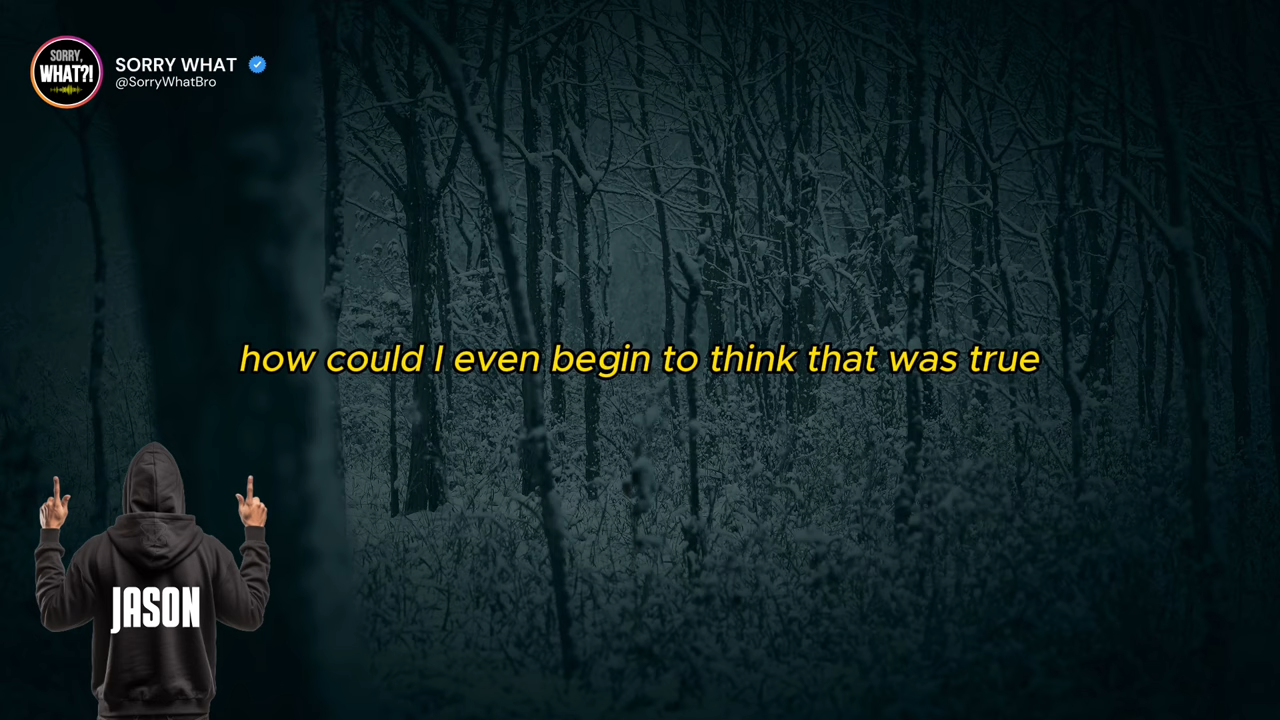 SORRY,
WHAT?!
SORRY WHAT
@SorryWhatBro
how could I even begin to think that was true
JASON